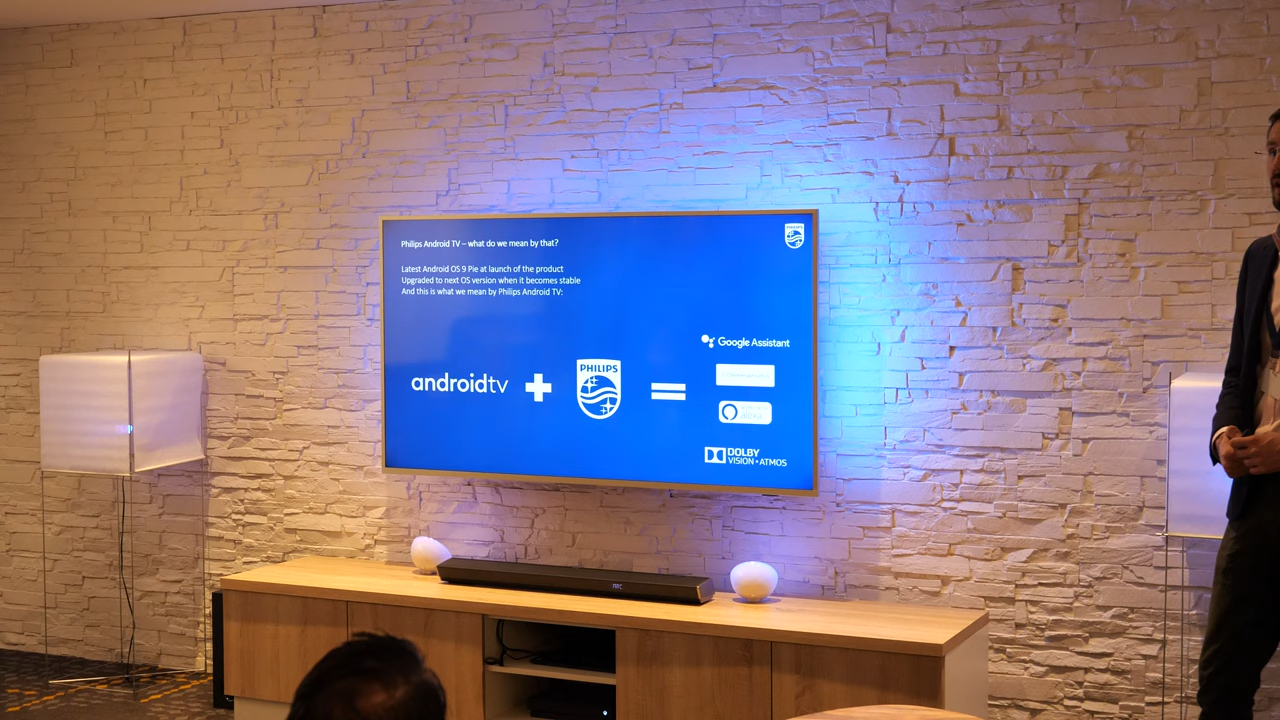 Philips Android TV – what do we mean by that?
PHILIPS
Latest Android OS 9 Pie at launch of the product
Upgraded to next OS version when it becomes stable
And this is what we mean by Philips Android TV:
Google Assistant
androidtv
+
PHILIPS
=
alexa
DOLBY
VISION • ATMOS